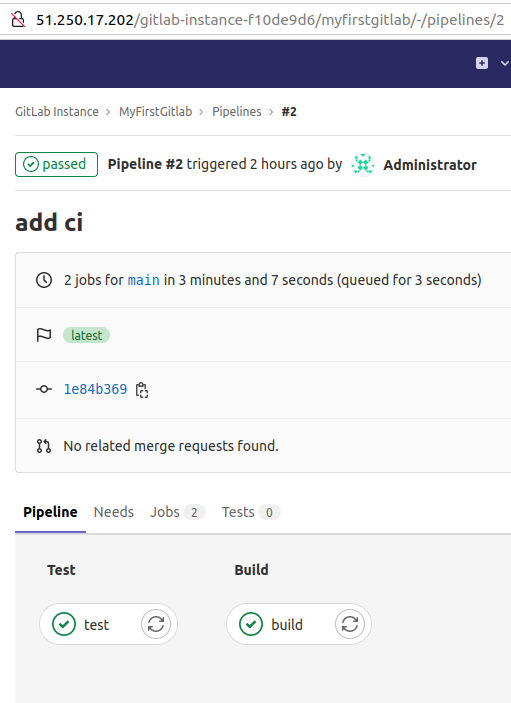 51.250.17.202/gitlab-instance-f10de9d6/myfirstgitlab/-/pipelines/2
GitLab Instance > MyFirstGitlab > Pipelines > #2
passed Pipeline #2 triggered 2 hours ago by Administrator
add ci
2 jobs for main in 3 minutes and 7 seconds (queued for 3 seconds)
latest
1e84b369
No related merge requests found.
Pipeline Needs Jobs 2 Tests 0
Test Build
test build